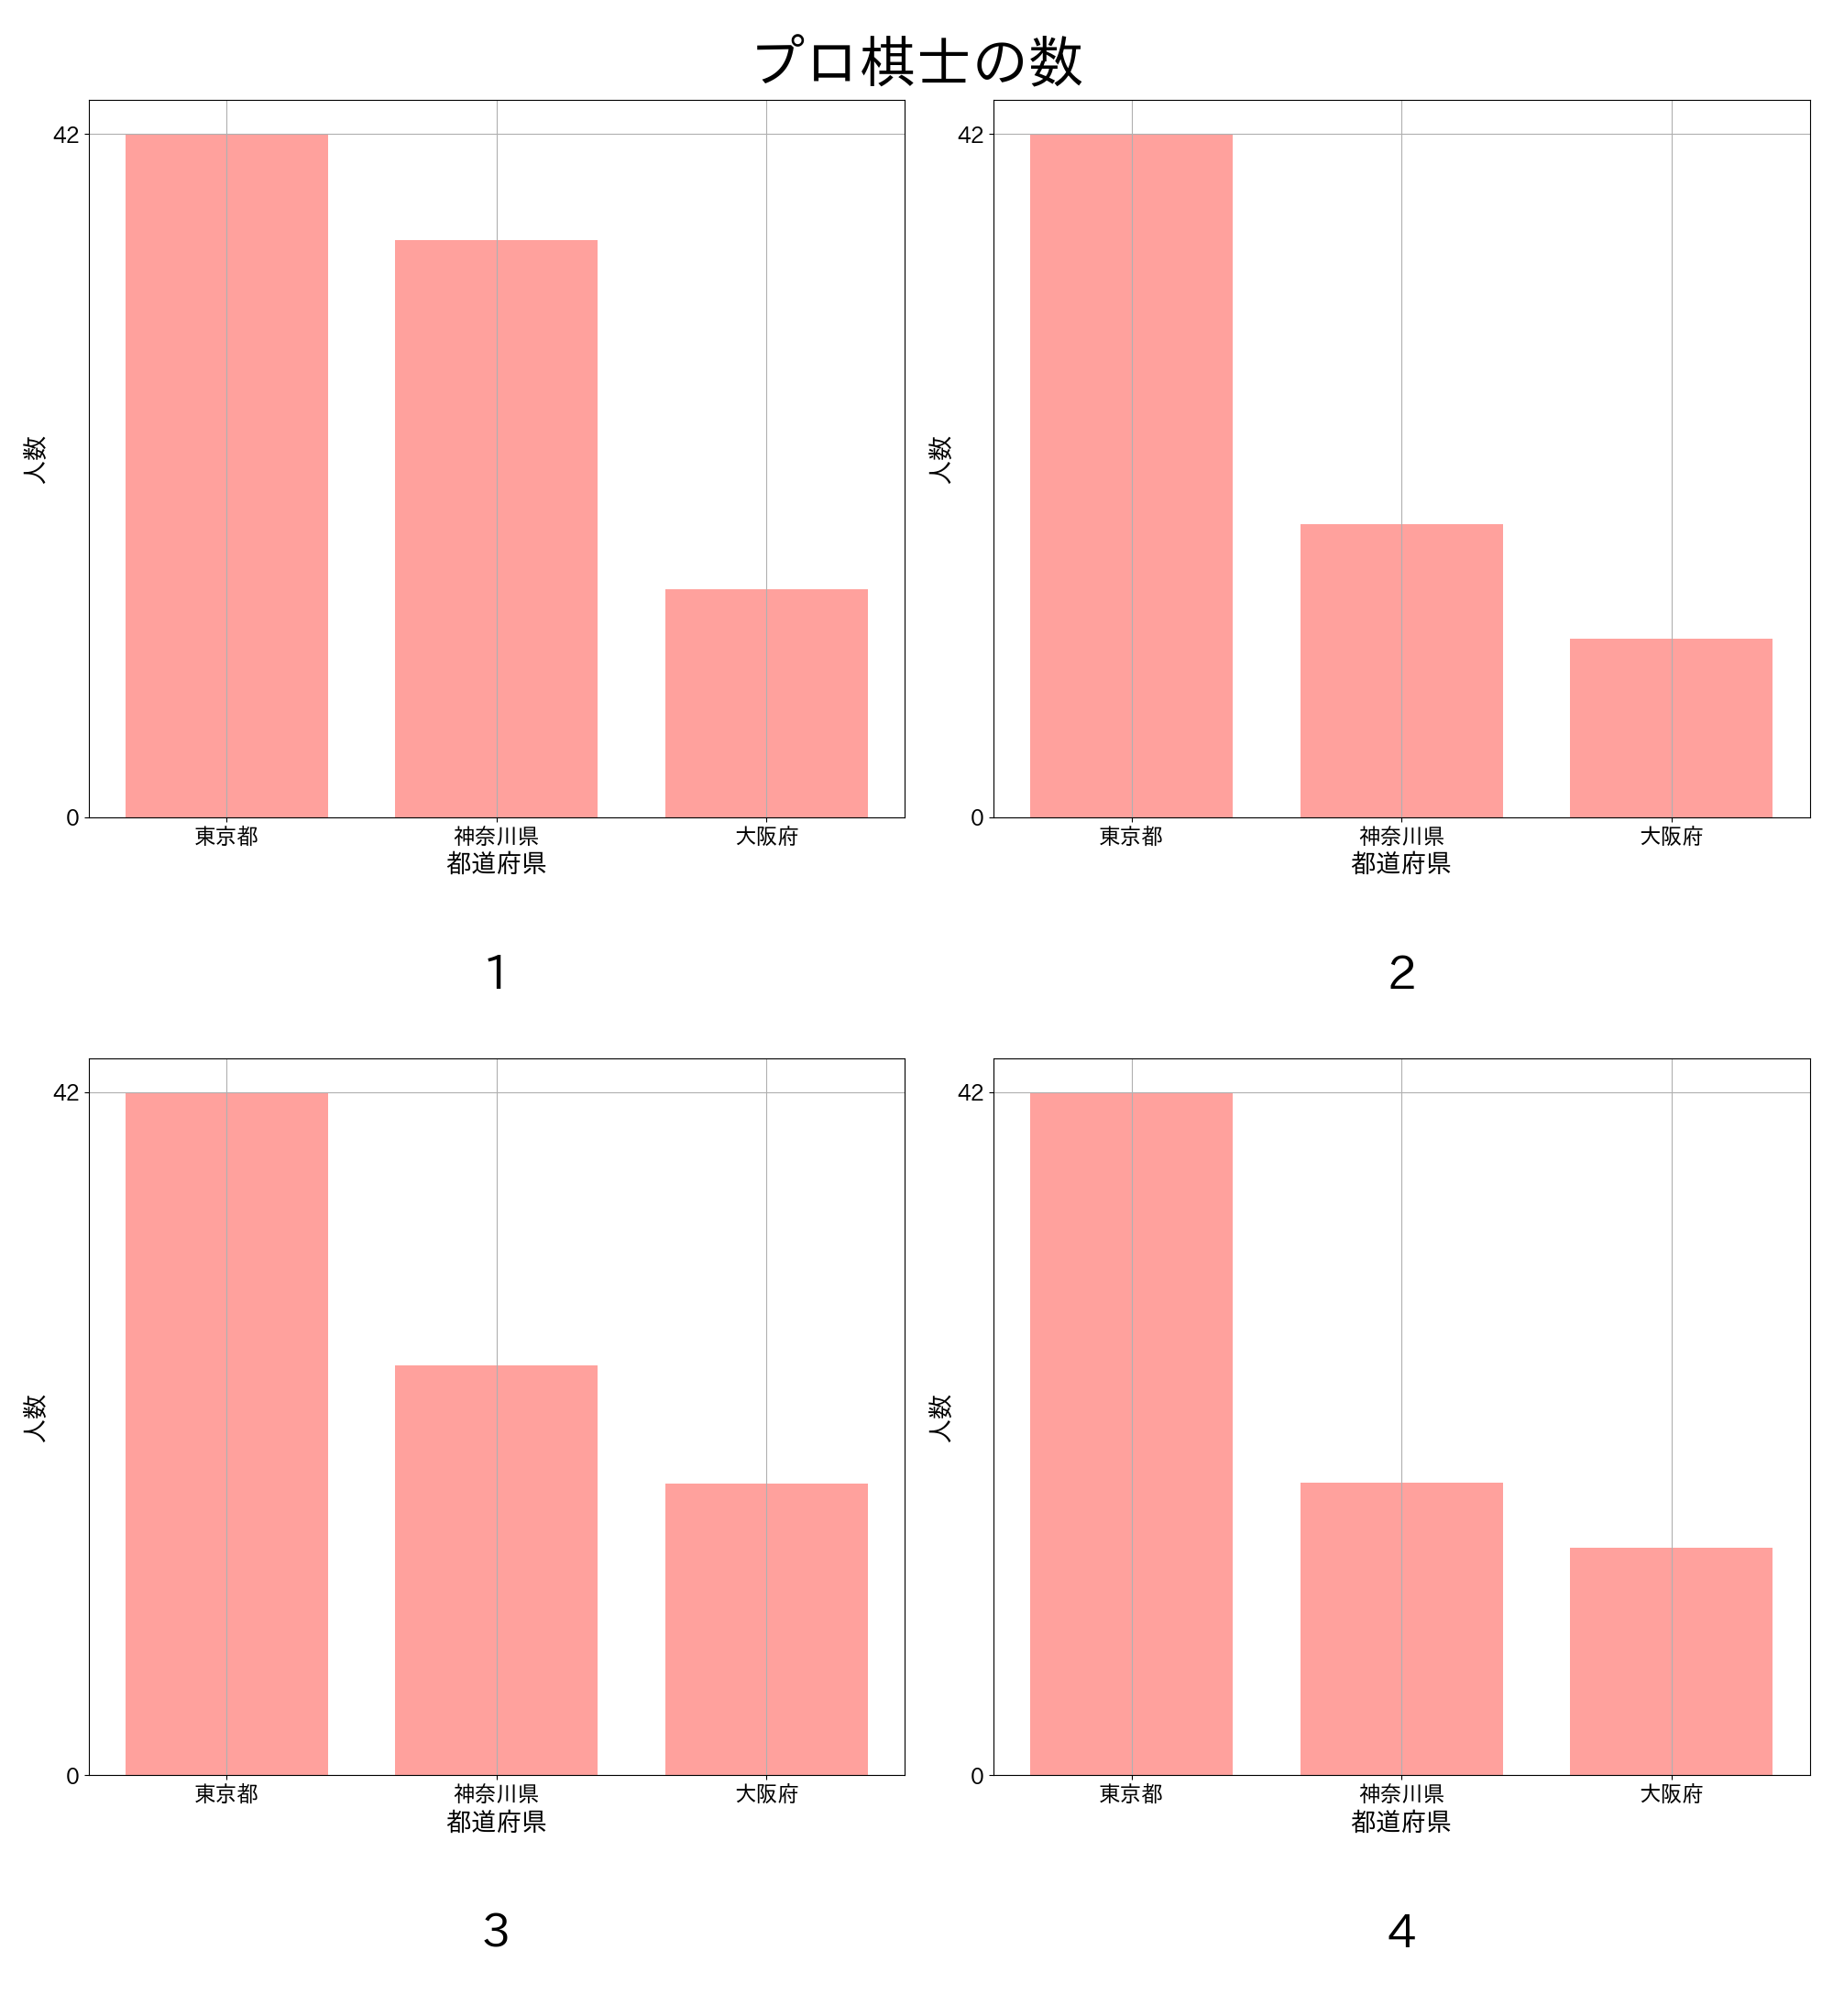 プロ棋士の数
42
0
人数
東京都 神奈川県 大阪府
都道府県
1
42
0
人数
東京都 神奈川県 大阪府
都道府県
2
42
0
人数
東京都 神奈川県 大阪府
都道府県
3
42
0
人数
東京都 神奈川県 大阪府
都道府県
4